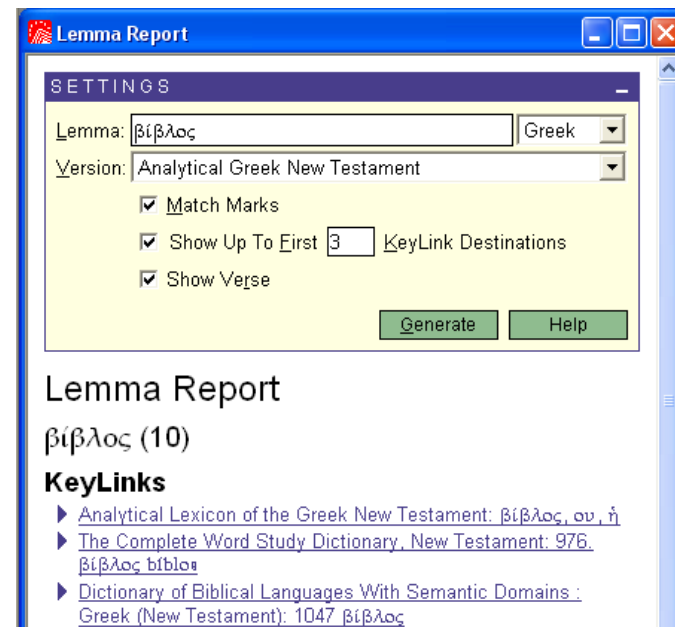 Lemma Report
SETTINGS
Lemma: βίβλος Greek
Version: Analytical Greek New Testament
Match Marks
Show Up To First 3 KeyLink Destinations
Show Verse
Generate Help
Lemma Report
βίβλος (10)
KeyLinks
Analytical Lexicon of the Greek New Testament: βίβλος, ου, ἡ
The Complete Word Study Dictionary, New Testament: 976.
βίβλος bíblos
Dictionary of Biblical Languages With Semantic Domains :
Greek (New Testament): 1047 βίβλος